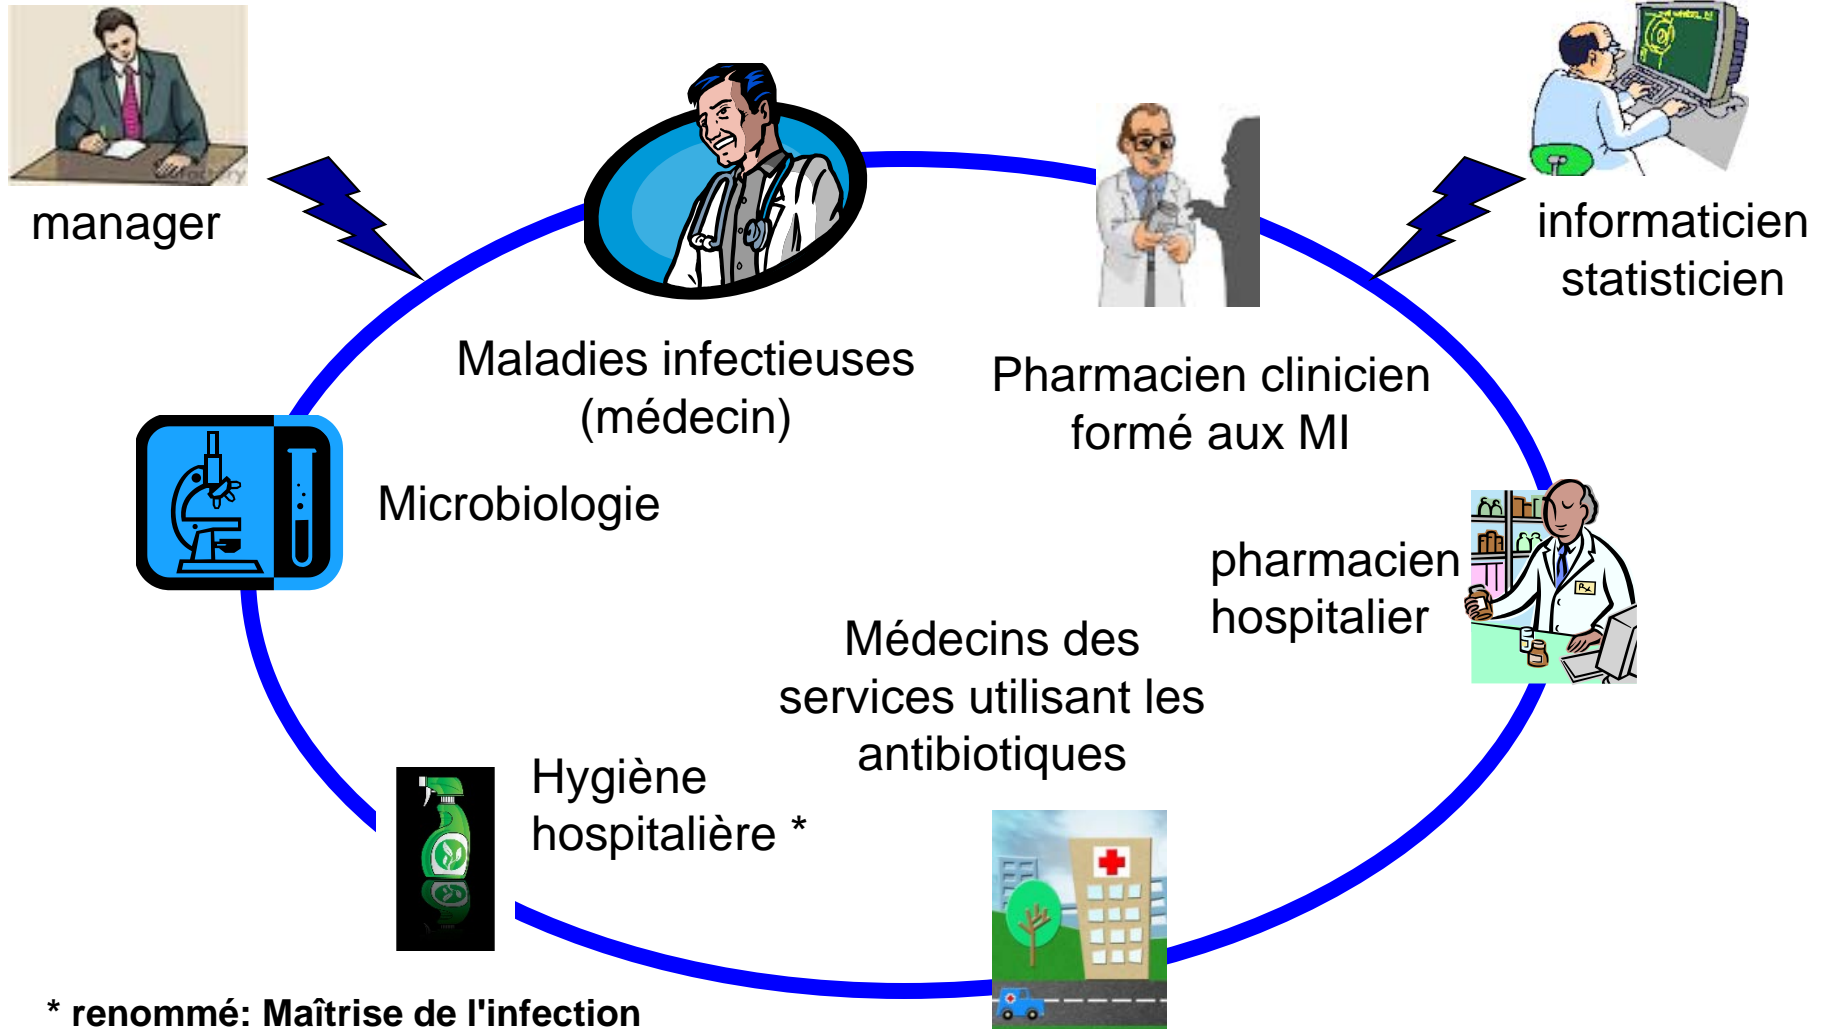 manager
informaticien
statisticien
Maladies infectieuses
(médecin)
Pharmacien clinicien
formé aux MI
Microbiologie
pharmacien
hospitalier
Médecins des
services utilisant les
antibiotiques
Hygiène
hospitalière *
* renommé: Maîtrise de l'infection